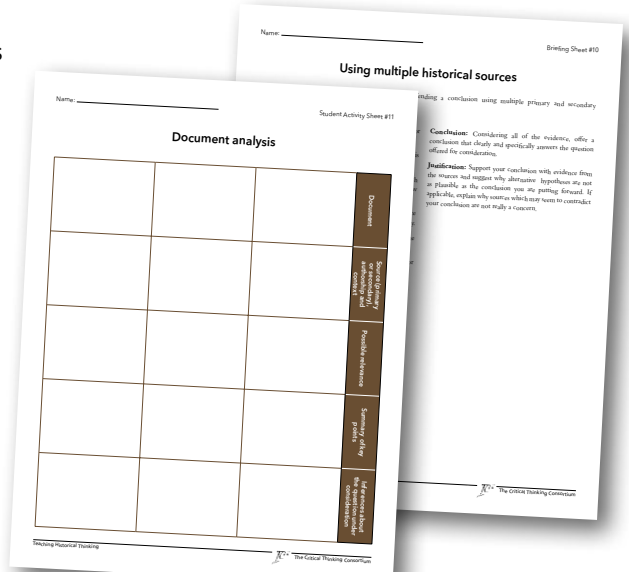 s
Name:
Briefing Sheet #10
Using multiple historical sources
ending a conclusion using multiple primary and secondary
Conclusion: Considering all of the evidence, offer a
conclusion that clearly and specifically answers the question
offered for consideration.
Justification: Support your conclusion with evidence from
the sources and suggest why alternative hypotheses are not
as plausible as the conclusion you are putting forward. If
applicable, explain why sources which may seem to contradict
your conclusion are not really a concern.
The Critical Thinking Consortium
Name:
Student Activity Sheet #11
Document analysis
Document
Source (primary
or secondary),
authorship and
context
Possible relevance
Summary of key
points
Inferences about
the question under
consideration
Teaching Historical Thinking
The Critical Thinking Consortium